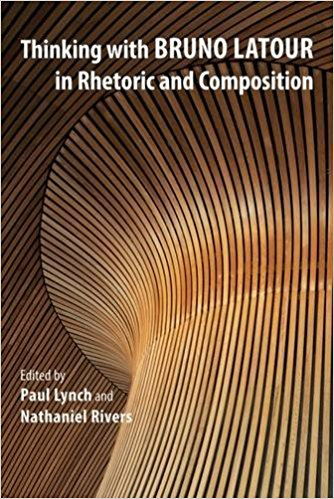 Thinking with BRUNO LATOUR
in Rhetoric and Composition
Edited by
Paul Lynch and
Nathaniel Rivers